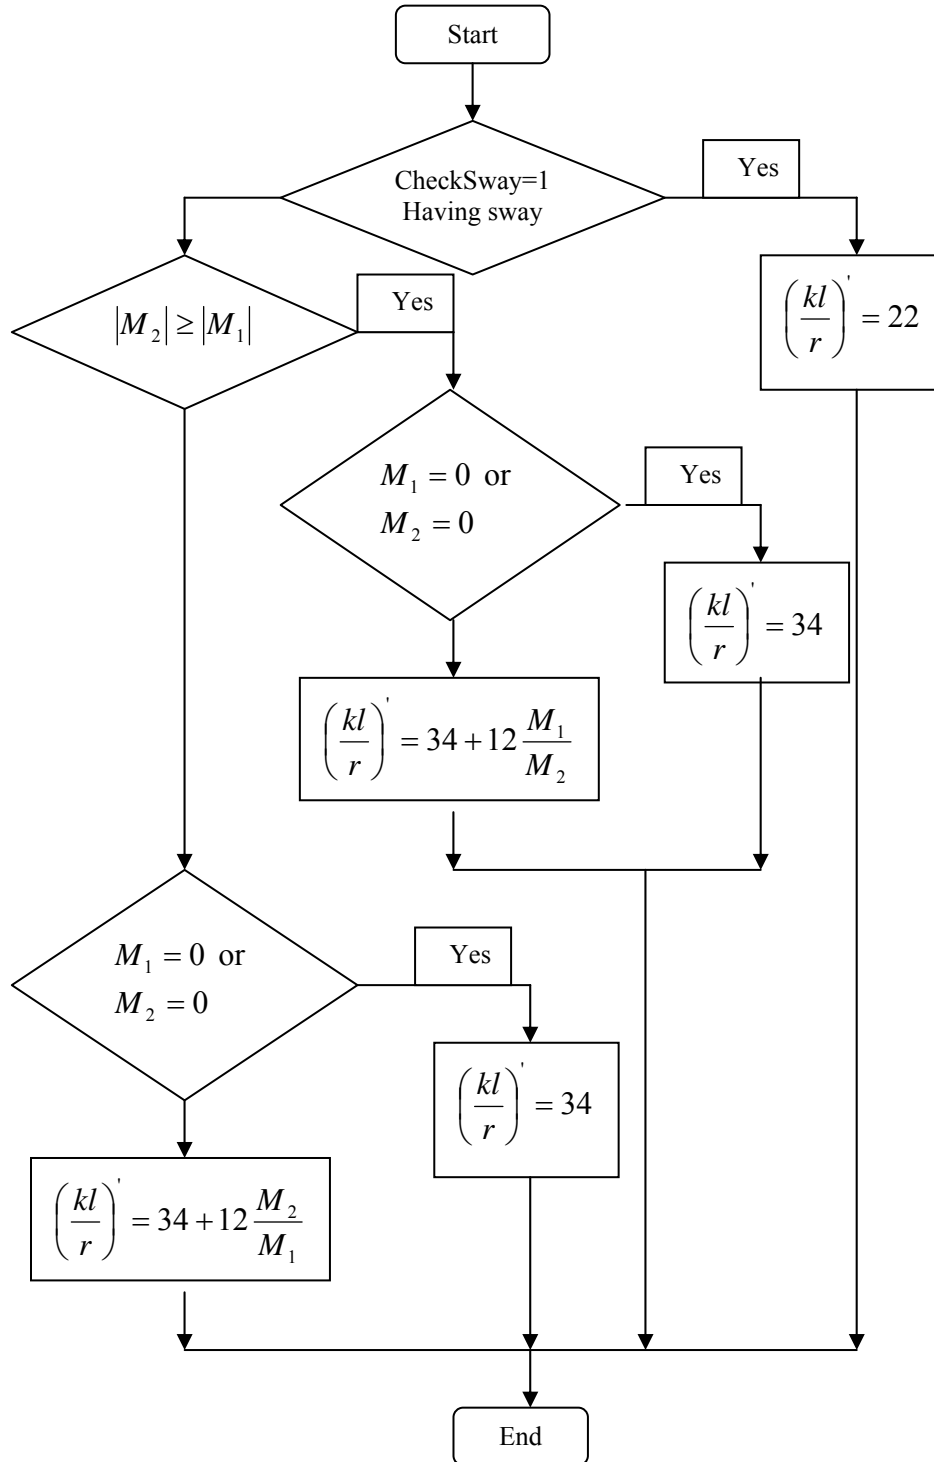 Start
CheckSway=1
Having sway
Yes
(kl/r)' = 22
|M₂| ≥ |M₁|
Yes
M₁ = 0 or
M₂ = 0
Yes
(kl/r)' = 34
(kl/r)' = 34 + 12 M₁/M₂
M₁ = 0 or
M₂ = 0
Yes
(kl/r)' = 34
(kl/r)' = 34 + 12 M₂/M₁
End